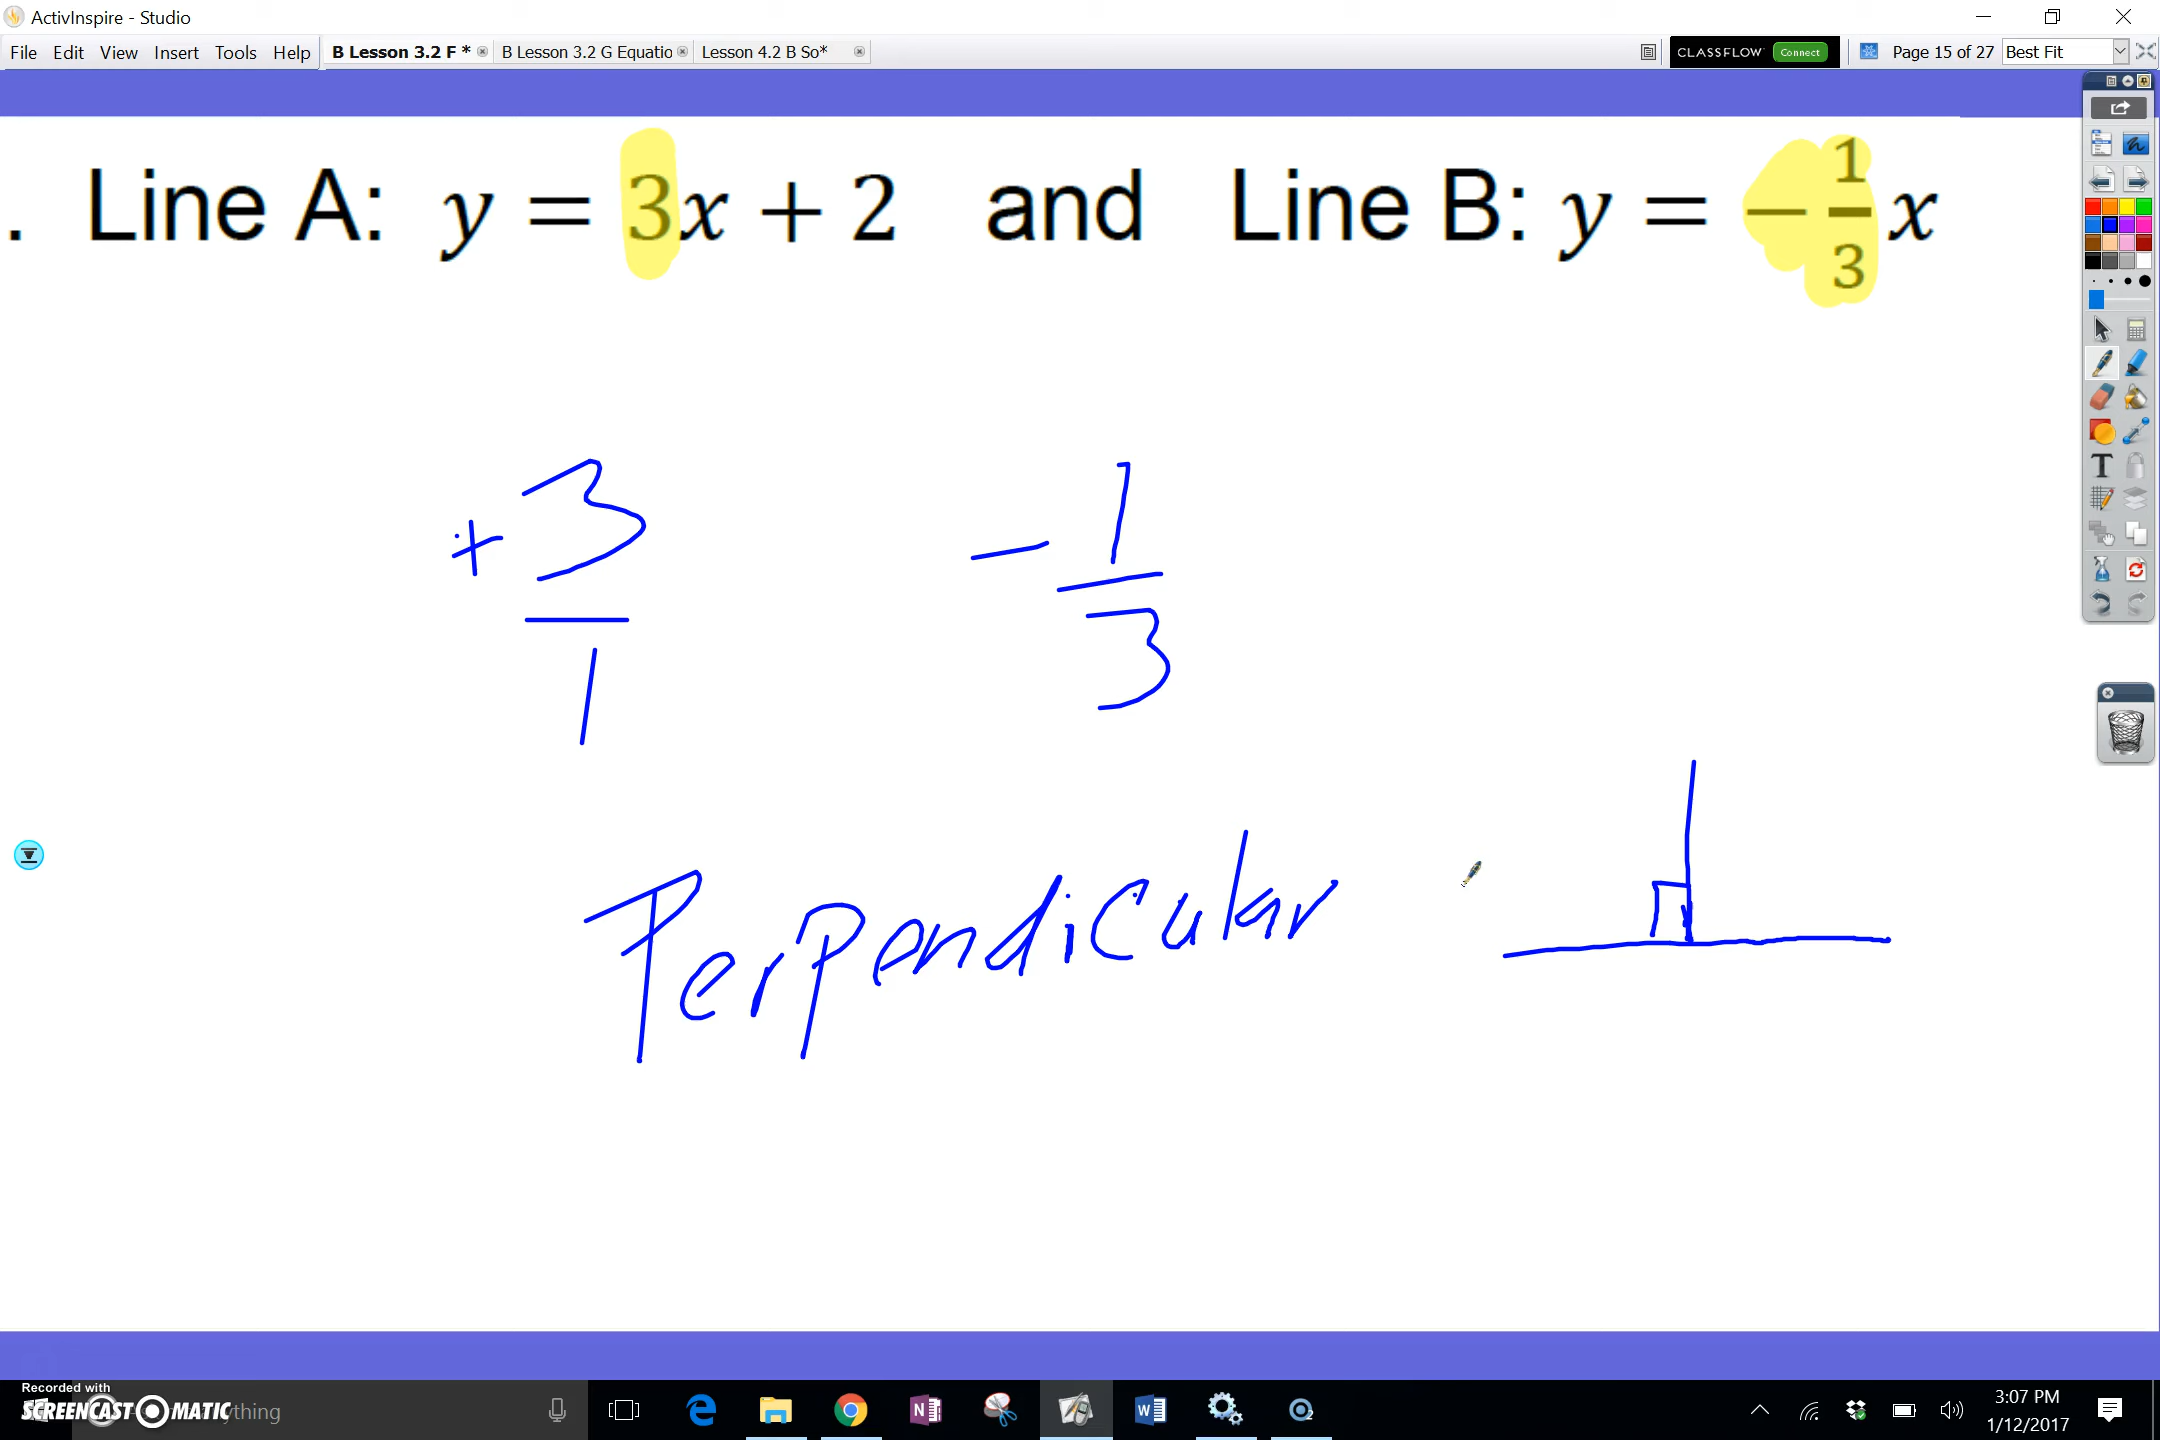 ActivInspire - Studio
File Edit View Insert Tools Help B Lesson 3.2 F * B Lesson 3.2 G Equatio Lesson 4.2 B So* CLASSFLOW Connect Page 15 of 27 Best Fit
. Line A: y = 3x + 2 and Line B: y = -1/3 x
+3/1 -1/3
Perpendicular
Recorded with
SCREENCAST O MATIC ything
3:07 PM
1/12/2017